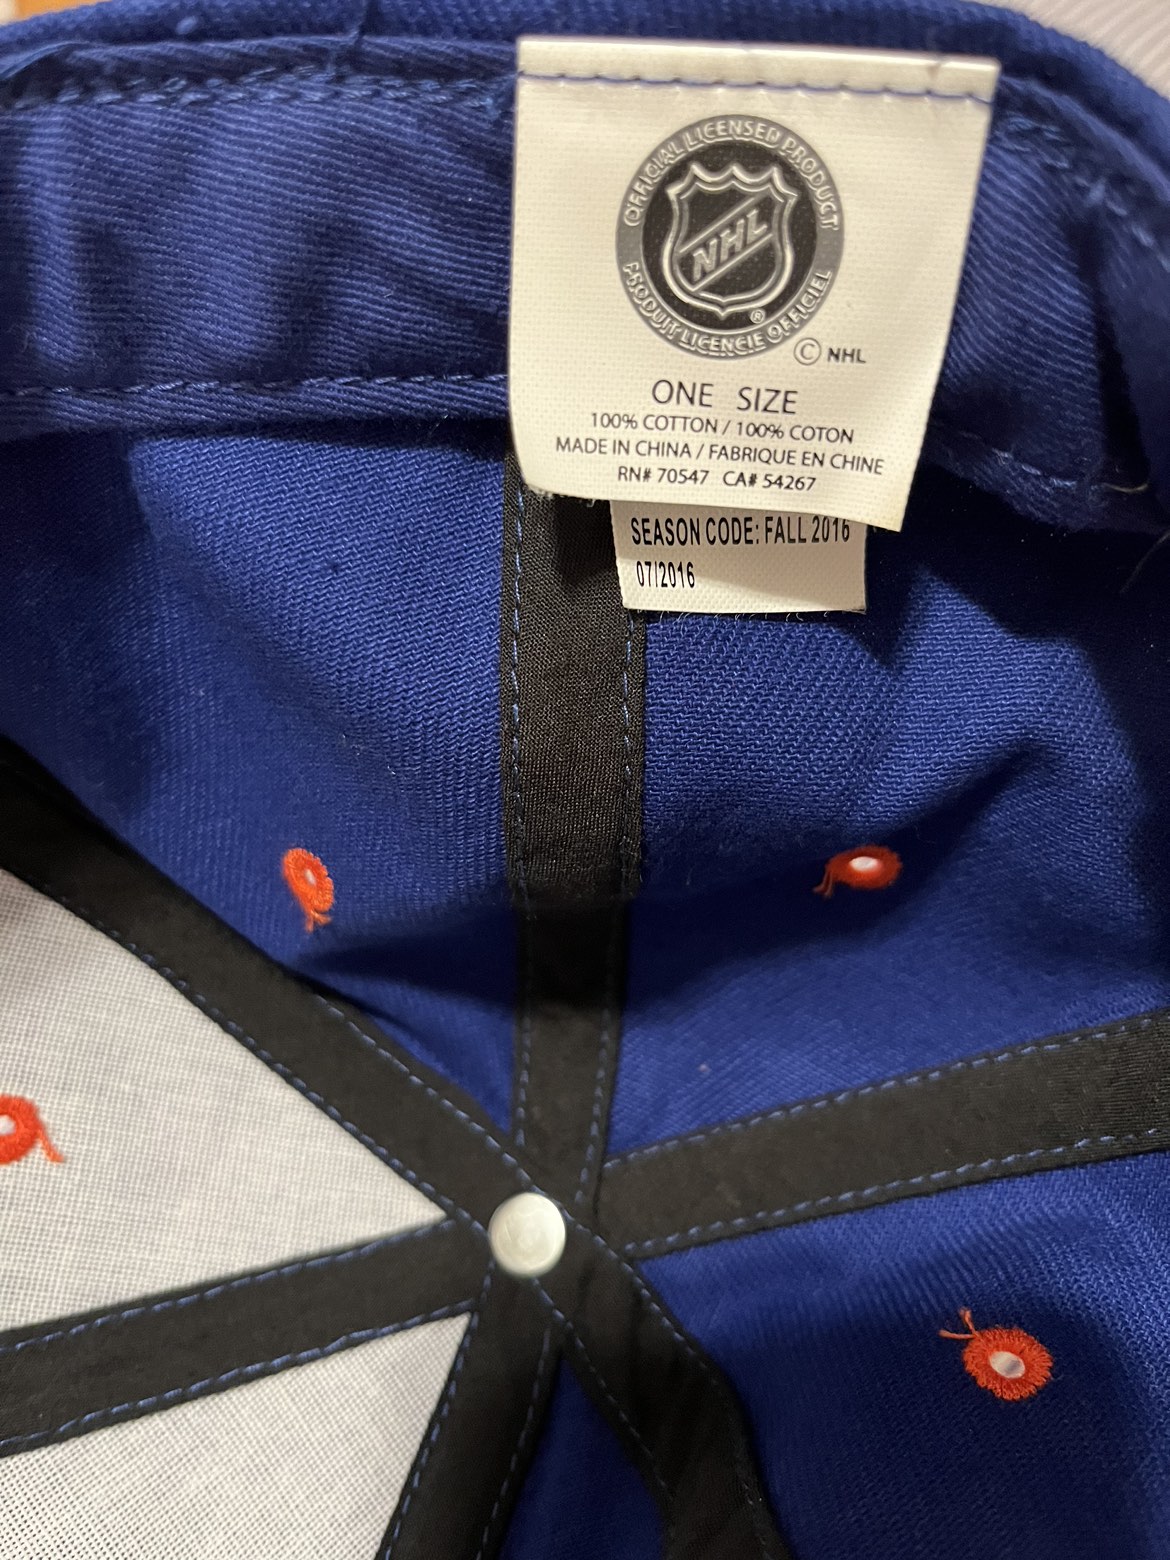 OFFICIAL LICENSED PRODUCT
NHL
®
PRODUIT LICENCIE OFFICIEL
© NHL
ONE SIZE
100% COTTON / 100% COTON
MADE IN CHINA / FABRIQUE EN CHINE
RN# 70547 CA# 54267
SEASON CODE: FALL 2016
07/2016